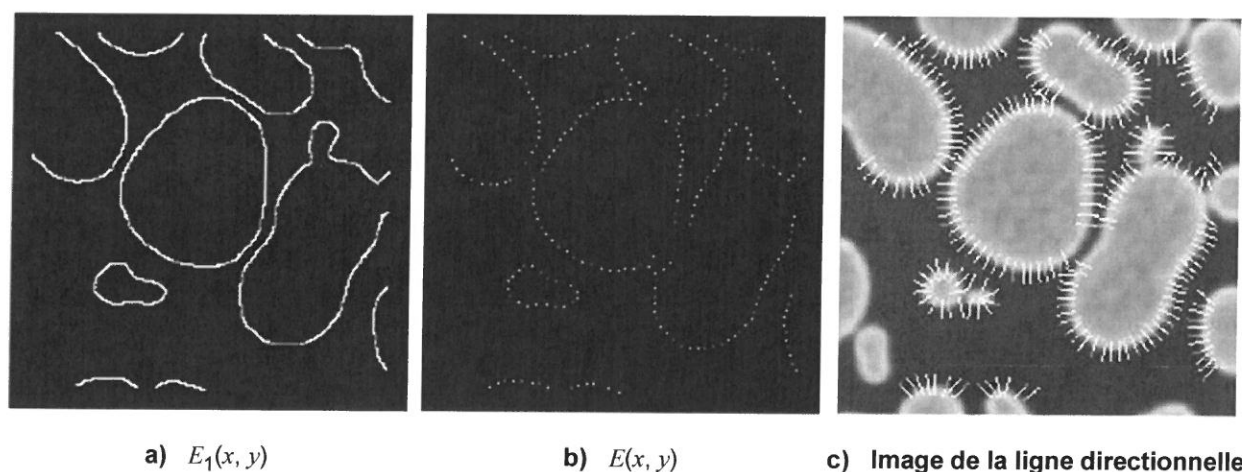 a) E₁(x, y)
b) E(x, y)
c) Image de la ligne directionnelle